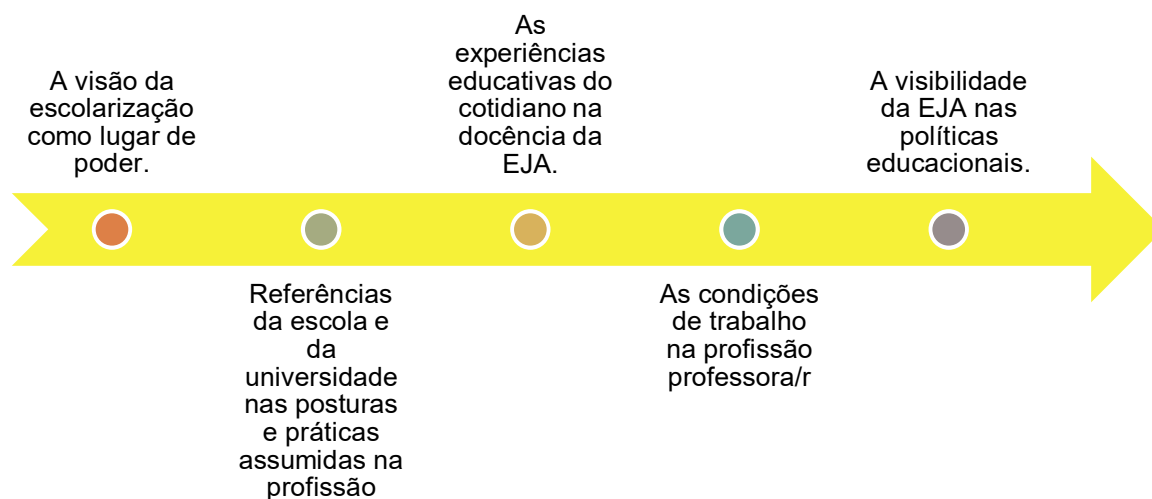 A visão da
escolarização
como lugar de
poder.
Referências
da escola e
da
universidade
nas posturas
e práticas
assumidas na
profissão
As
experiências
educativas do
cotidiano na
docência da
EJA.
As condições
de trabalho
na profissão
professora/r
A visibilidade
da EJA nas
políticas
educacionais.